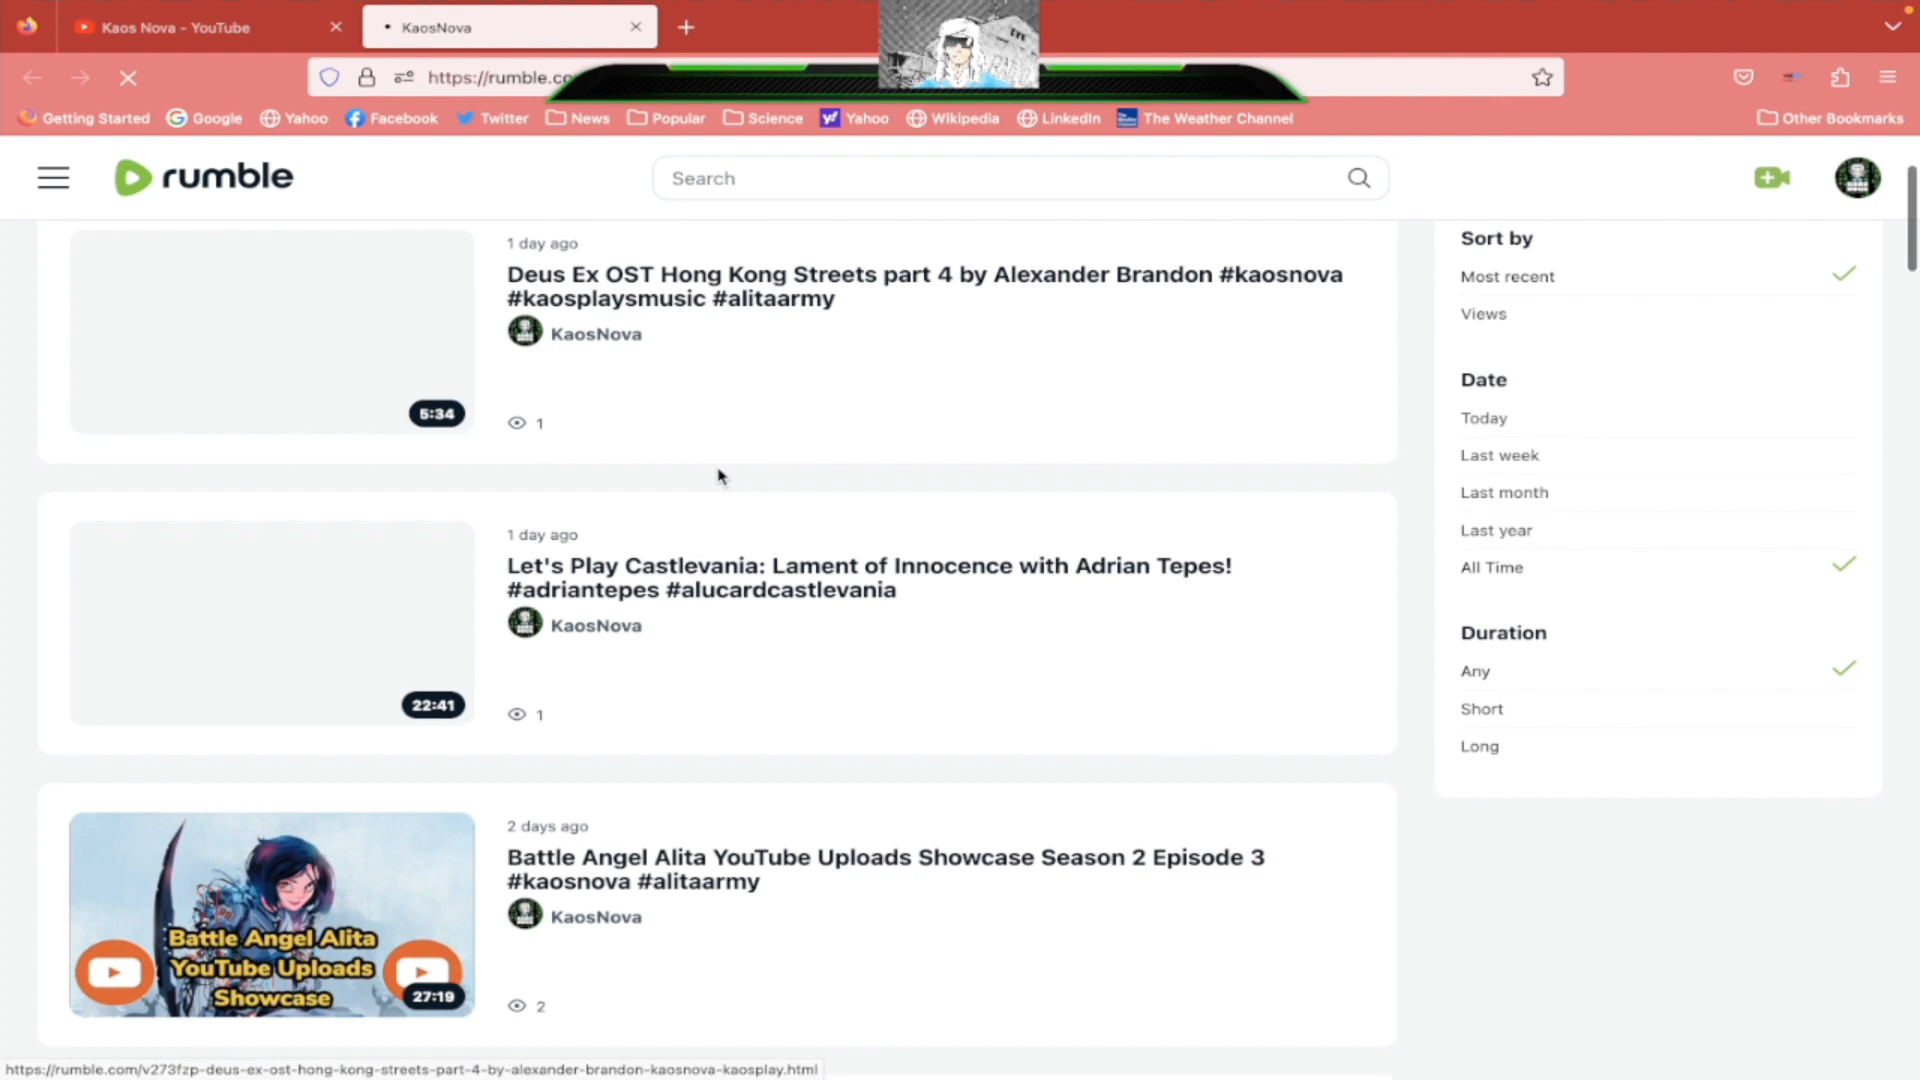 Kaos Nova - YouTube
KaosNova
https://rumble.co
Getting Started
Google
Yahoo
Facebook
Twitter
News
Popular
Science
Yahoo
Wikipedia
LinkedIn
The Weather Channel
Other Bookmarks
rumble
Search
1 day ago
Deus Ex OST Hong Kong Streets part 4 by Alexander Brandon #kaosnova
#kaosplaysmusic #alitaarmy
KaosNova
5:34
1
1 day ago
Let's Play Castlevania: Lament of Innocence with Adrian Tepes!
#adriantepes #alucardcastlevania
KaosNova
22:41
1
Battle Angel Alita
YouTube Uploads
Showcase
27:19
2 days ago
Battle Angel Alita YouTube Uploads Showcase Season 2 Episode 3
#kaosnova #alitaarmy
KaosNova
2
Sort by
Most recent
Views
Date
Today
Last week
Last month
Last year
All Time
Duration
Any
Short
Long
https://rumble.com/v273fzp-deus-ex-ost-hong-kong-streets-part-4-by-alexander-brandon-kaosnova-kaosplay.html